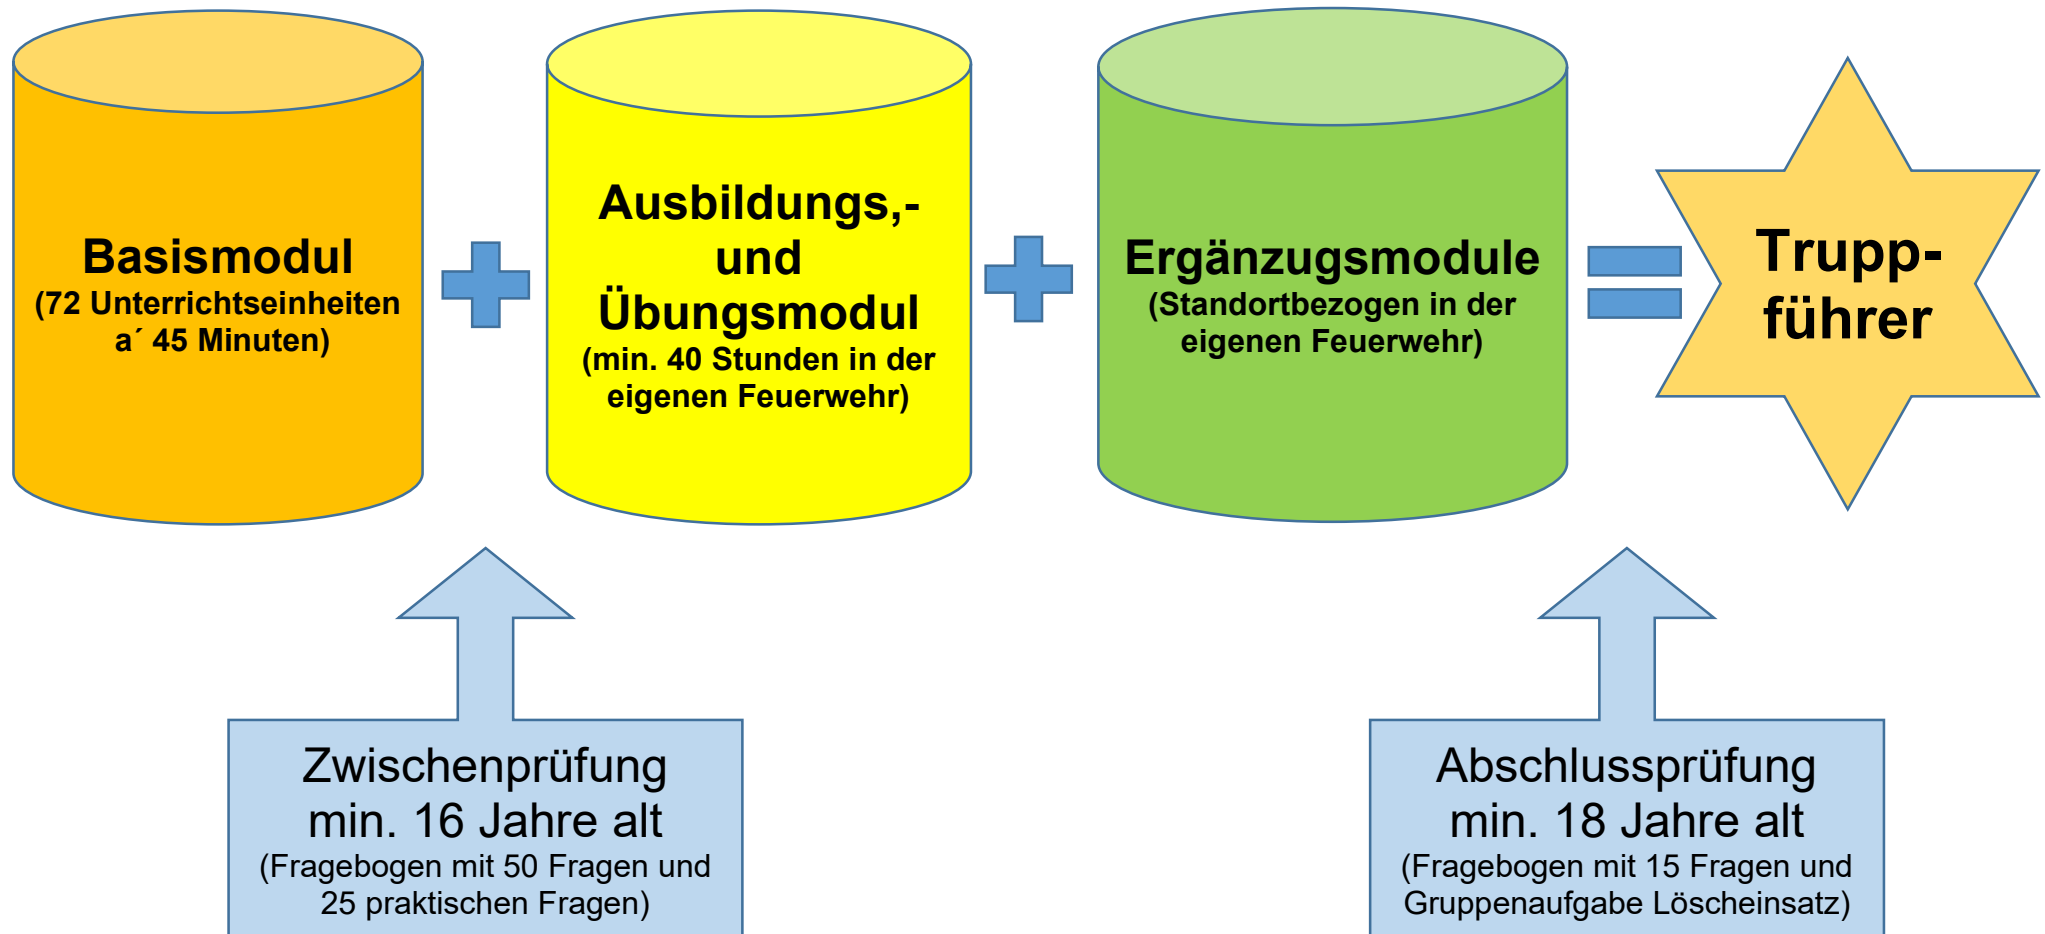 Basismodul
(72 Unterrichtseinheiten
a´ 45 Minuten)
Ausbildungs,-
und
Übungsmodul
(min. 40 Stunden in der
eigenen Feuerwehr)
Ergänzugsmodule
(Standortbezogen in der
eigenen Feuerwehr)
Trupp-
führer
Zwischenprüfung
min. 16 Jahre alt
(Fragebogen mit 50 Fragen und
25 praktischen Fragen)
Abschlussprüfung
min. 18 Jahre alt
(Fragebogen mit 15 Fragen und
Gruppenaufgabe Löscheinsatz)